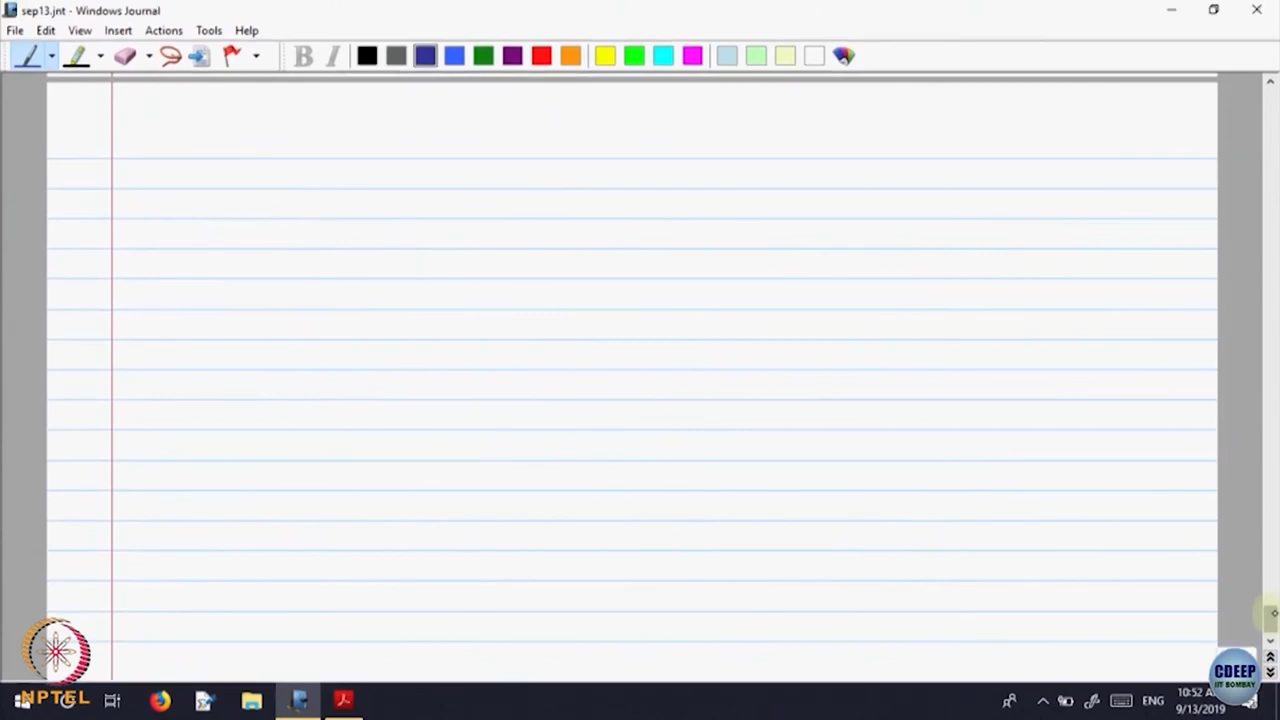 sep13.jnt - Windows Journal
File Edit View Insert Actions Tools Help
B I
CDEEP
IIT BOMBAY
NPTEL
ENG
10:52 A
9/13/2019